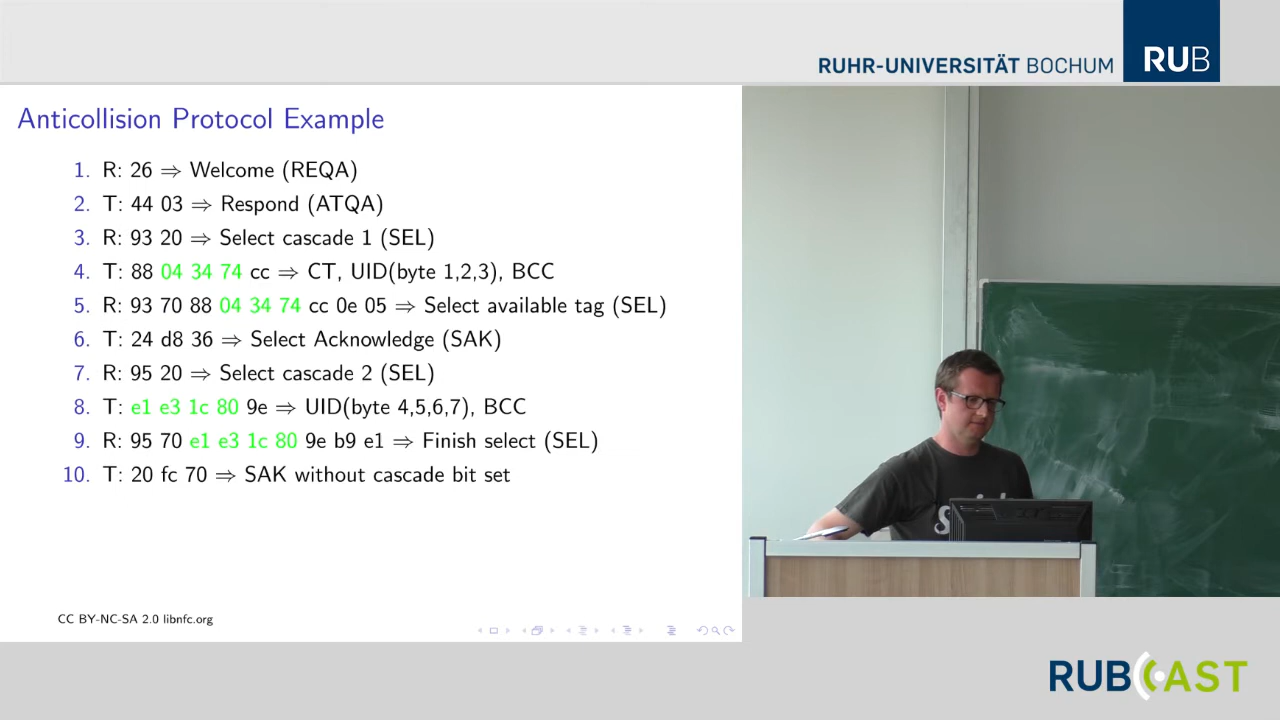 RUHR-UNIVERSITÄT BOCHUM
RUB
Anticollision Protocol Example
1. R: 26 ⇒ Welcome (REQA)
2. T: 44 03 ⇒ Respond (ATQA)
3. R: 93 20 ⇒ Select cascade 1 (SEL)
4. T: 88 04 34 74 cc ⇒ CT, UID(byte 1,2,3), BCC
5. R: 93 70 88 04 34 74 cc 0e 05 ⇒ Select available tag (SEL)
6. T: 24 d8 36 ⇒ Select Acknowledge (SAK)
7. R: 95 20 ⇒ Select cascade 2 (SEL)
8. T: e1 e3 1c 80 9e ⇒ UID(byte 4,5,6,7), BCC
9. R: 95 70 e1 e3 1c 80 9e b9 e1 ⇒ Finish select (SEL)
10. T: 20 fc 70 ⇒ SAK without cascade bit set
CC BY-NC-SA 2.0 libnfc.org
RUBCAST